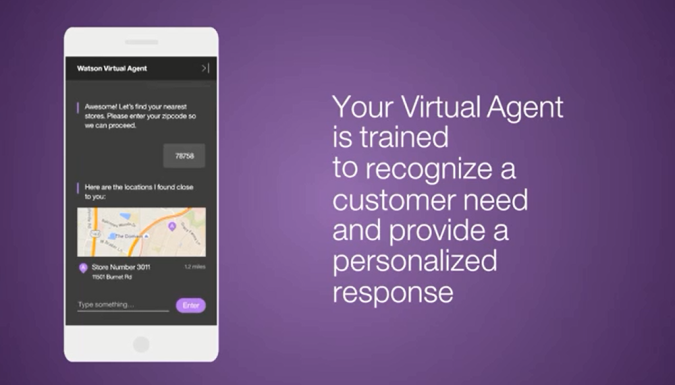 Watson Virtual Agent
Awesome! Let's find your nearest
stores. Please enter your zipcode so
we can proceed.
78758
Here are the locations I found close
to you:
A
A
Store Number 3011
1.2 miles
11501 Burnet Rd
Type something...
Enter
Your Virtual Agent
is trained
to recognize a
customer need
and provide a
personalized
response